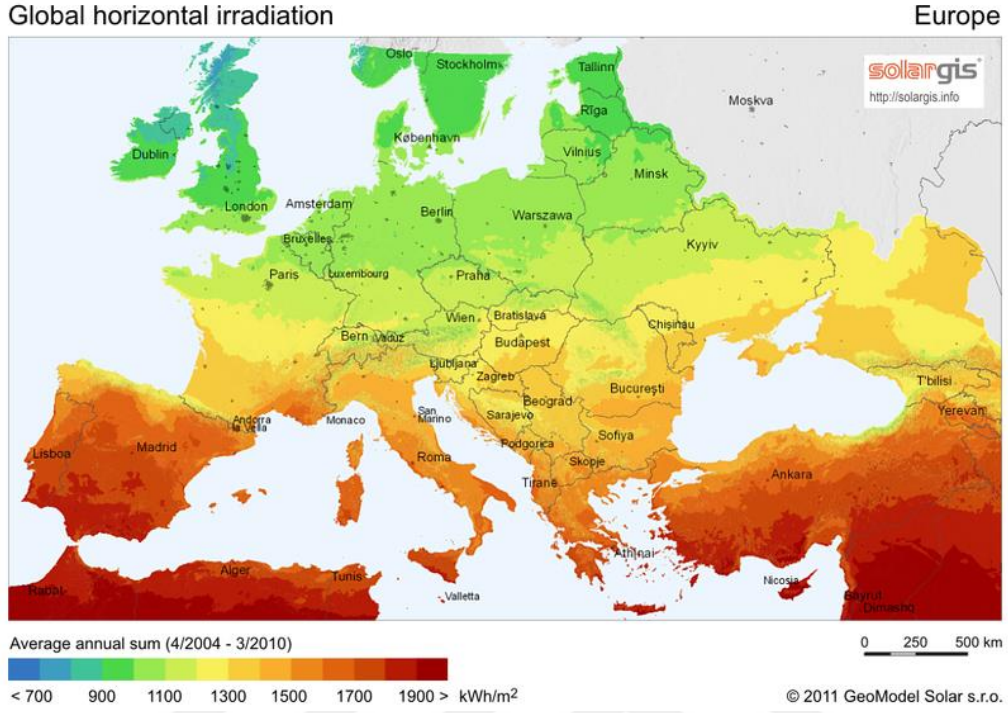 Global horizontal irradiation
Europe
solargis
http://solargis.info
Oslo
Stockholm
Tallinn
Rīga
Moskva
København
Dublin
Vilnius
Minsk
London
Amsterdam
Berlin
Warszawa
Bruxelles
Kyyiv
Paris
Luxembourg
Praha
Wien
Bratislava
Chișinău
Bern
Vaduz
Budapest
Ljubljana
Zagreb
T'bilisi
București
Beograd
Yerevan
Andorra
la Vella
Monaco
San
Marino
Sarajevo
Sofiya
Podgorica
Lisboa
Madrid
Roma
Skopje
Ankara
Tiranë
Athínai
Alger
Tunis
Nicosia
Rabat
Valletta
Bayrut
Dimashq
Average annual sum (4/2004 - 3/2010)
0 250 500 km
< 700 900 1100 1300 1500 1700 1900 > kWh/m²
© 2011 GeoModel Solar s.r.o.